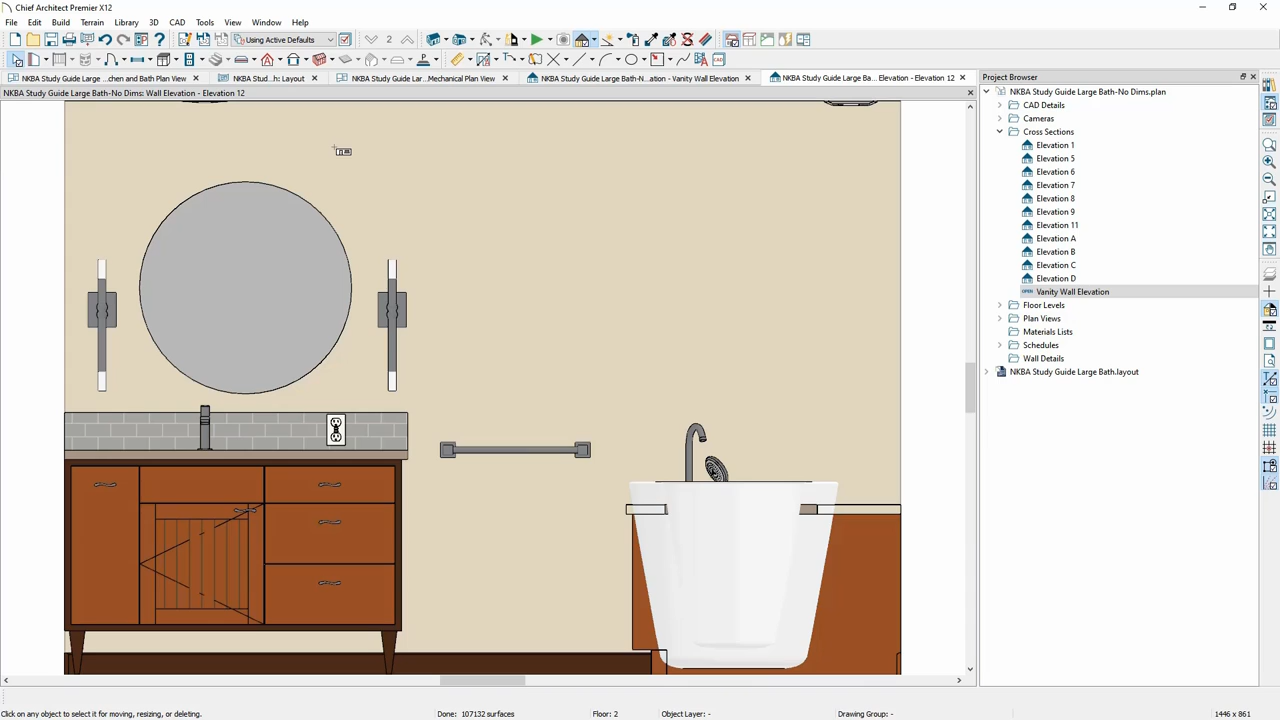 Chief Architect Premier X12
File Edit Build Terrain Library 3D CAD Tools View Window Help
Using Active Defaults
2
NKBA Study Guide Large ...chen and Bath Plan View
NKBA Stud...h: Layout
NKBA Study Guide Lar...Mechanical Plan View
NKBA Study Guide Large Bath-N...ation - Vanity Wall Elevation
NKBA Study Guide Large Ba... Elevation - Elevation 12
NKBA Study Guide Large Bath-No Dims: Wall Elevation - Elevation 12
Project Browser
NKBA Study Guide Large Bath-No Dims.plan
CAD Details
Cameras
Cross Sections
Elevation 1
Elevation 5
Elevation 6
Elevation 7
Elevation 8
Elevation 9
Elevation 11
Elevation A
Elevation B
Elevation C
Elevation D
OPEN Vanity Wall Elevation
Floor Levels
Plan Views
Materials Lists
Schedules
Wall Details
NKBA Study Guide Large Bath.layout
Click on any object to select it for moving, resizing, or deleting.
Done: 107132 surfaces
Floor: 2
Object Layer: -
Drawing Group: -
1446 x 861